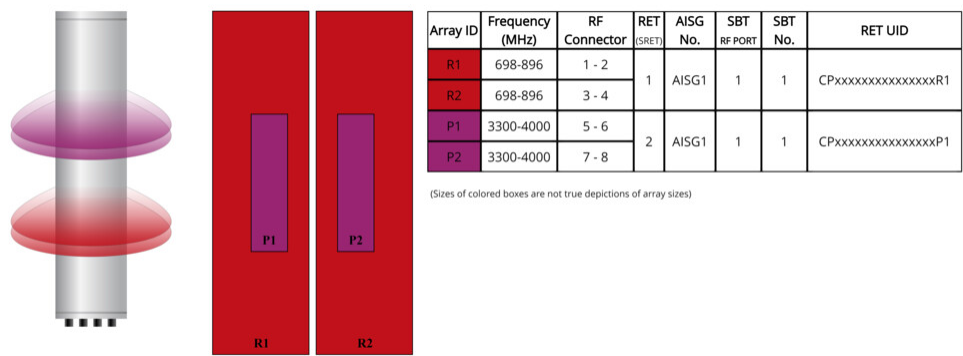 P1
P2
R1
R2
Array ID Frequency (MHz) RF Connector RET (SRET) AISG No. SBT RF PORT SBT No. RET UID
R1 698-896 1 - 2 1 AISG1 1 1 CPxxxxxxxxxxxxxxxR1
R2 698-896 3 - 4
P1 3300-4000 5 - 6 2 AISG1 1 1 CPxxxxxxxxxxxxxxxP1
P2 3300-4000 7 - 8
(Sizes of colored boxes are not true depictions of array sizes)